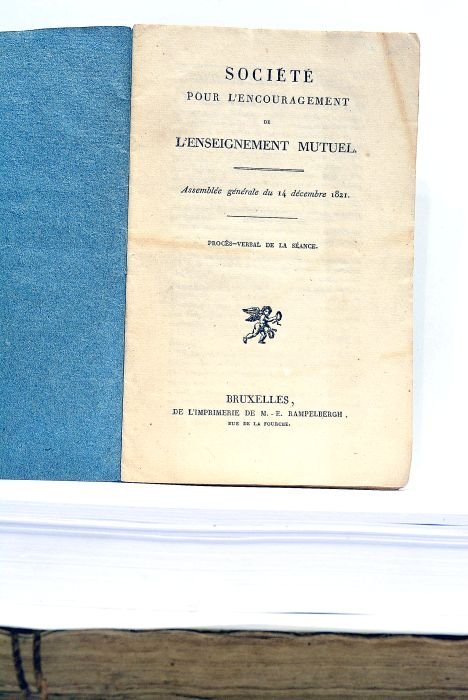 SOCIÉTÉ
POUR L'ENCOURAGEMENT
DE
L'ENSEIGNEMENT MUTUEL.
Assemblée générale du 14 décembre 1821.
PROCÈS-VERBAL DE LA SÉANCE.
BRUXELLES,
DE L'IMPRIMERIE DE M.-E. RAMPELBERGH,
RUE DE LA FOURCHE.